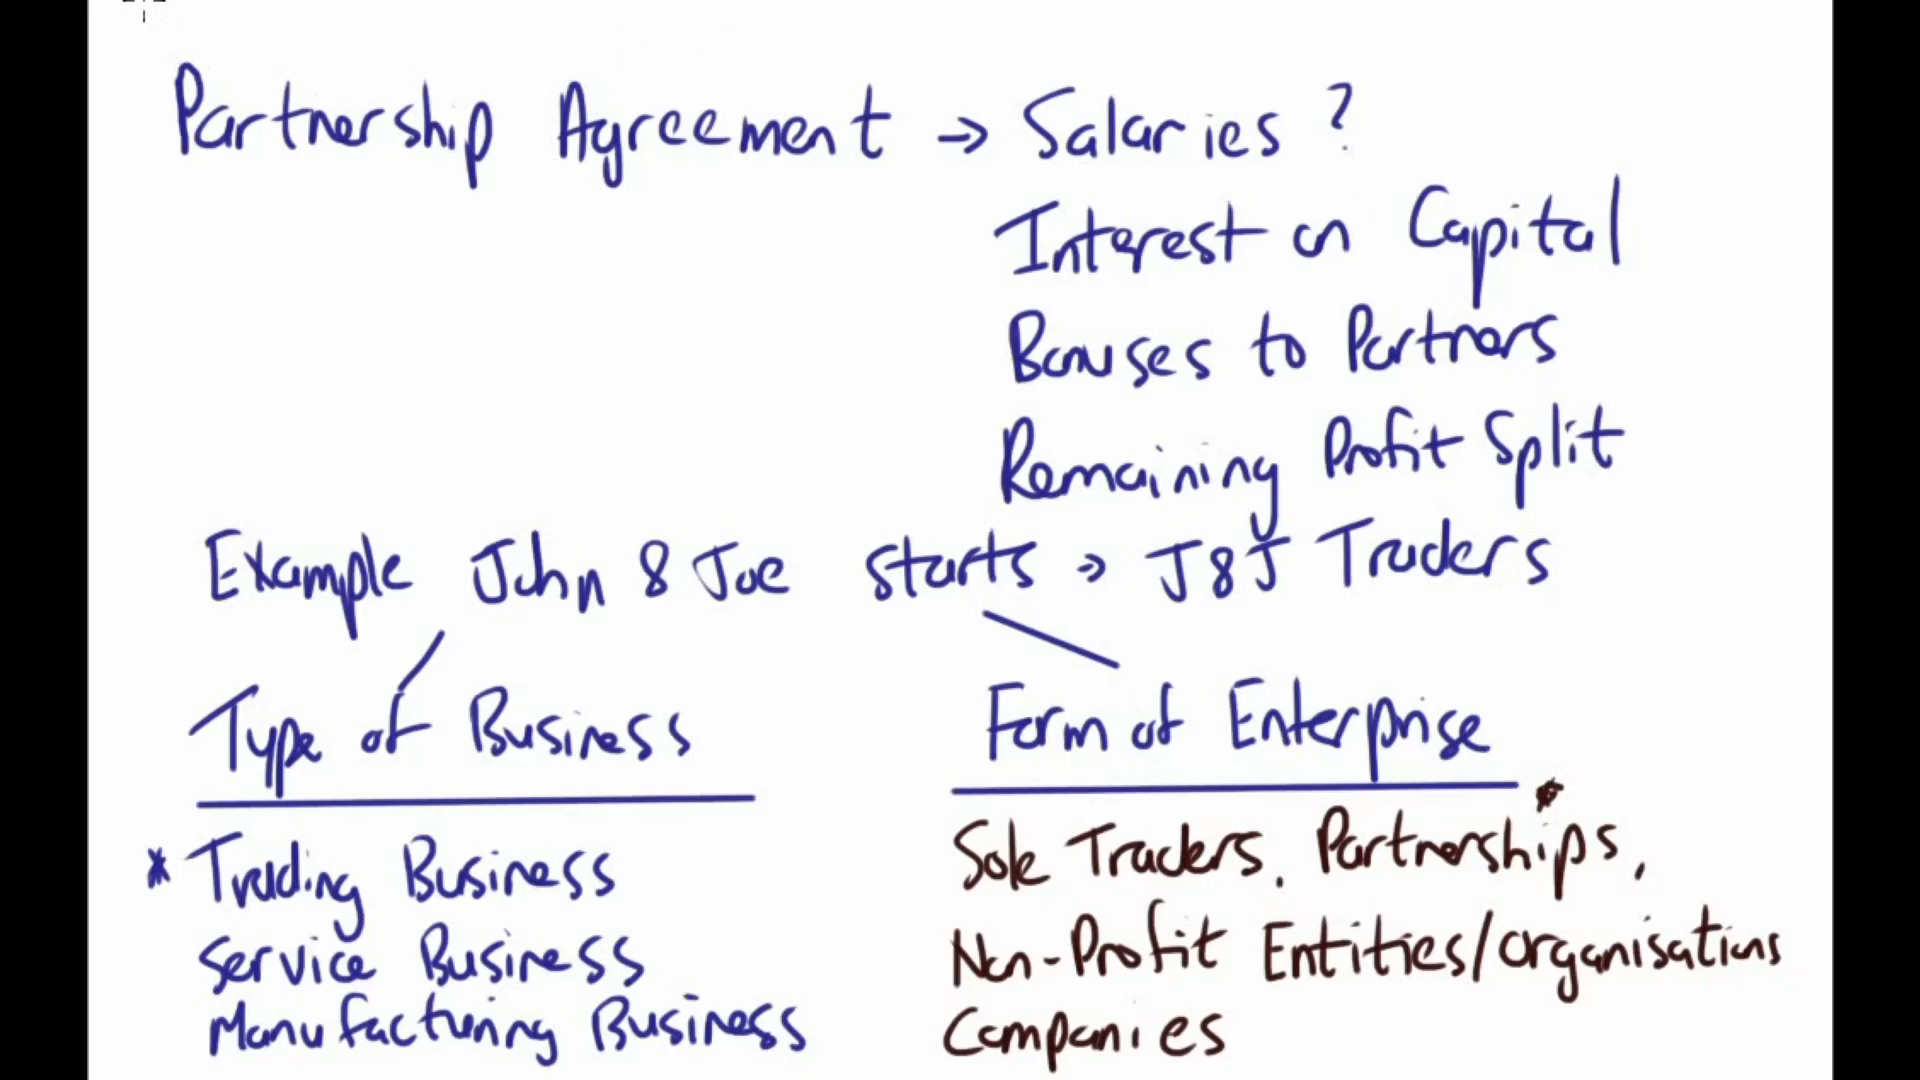 Partnership Agreement → Salaries ?
Interest on Capital
Bonuses to Partners
Remaining Profit Split
Example John & Joe starts → J&J Traders
Type of Business
Form of Enterprise
* Trading Business
Service Business
Manufacturing Business
Sole Traders, Partnerships*,
Non-Profit Entities/Organisations
Companies